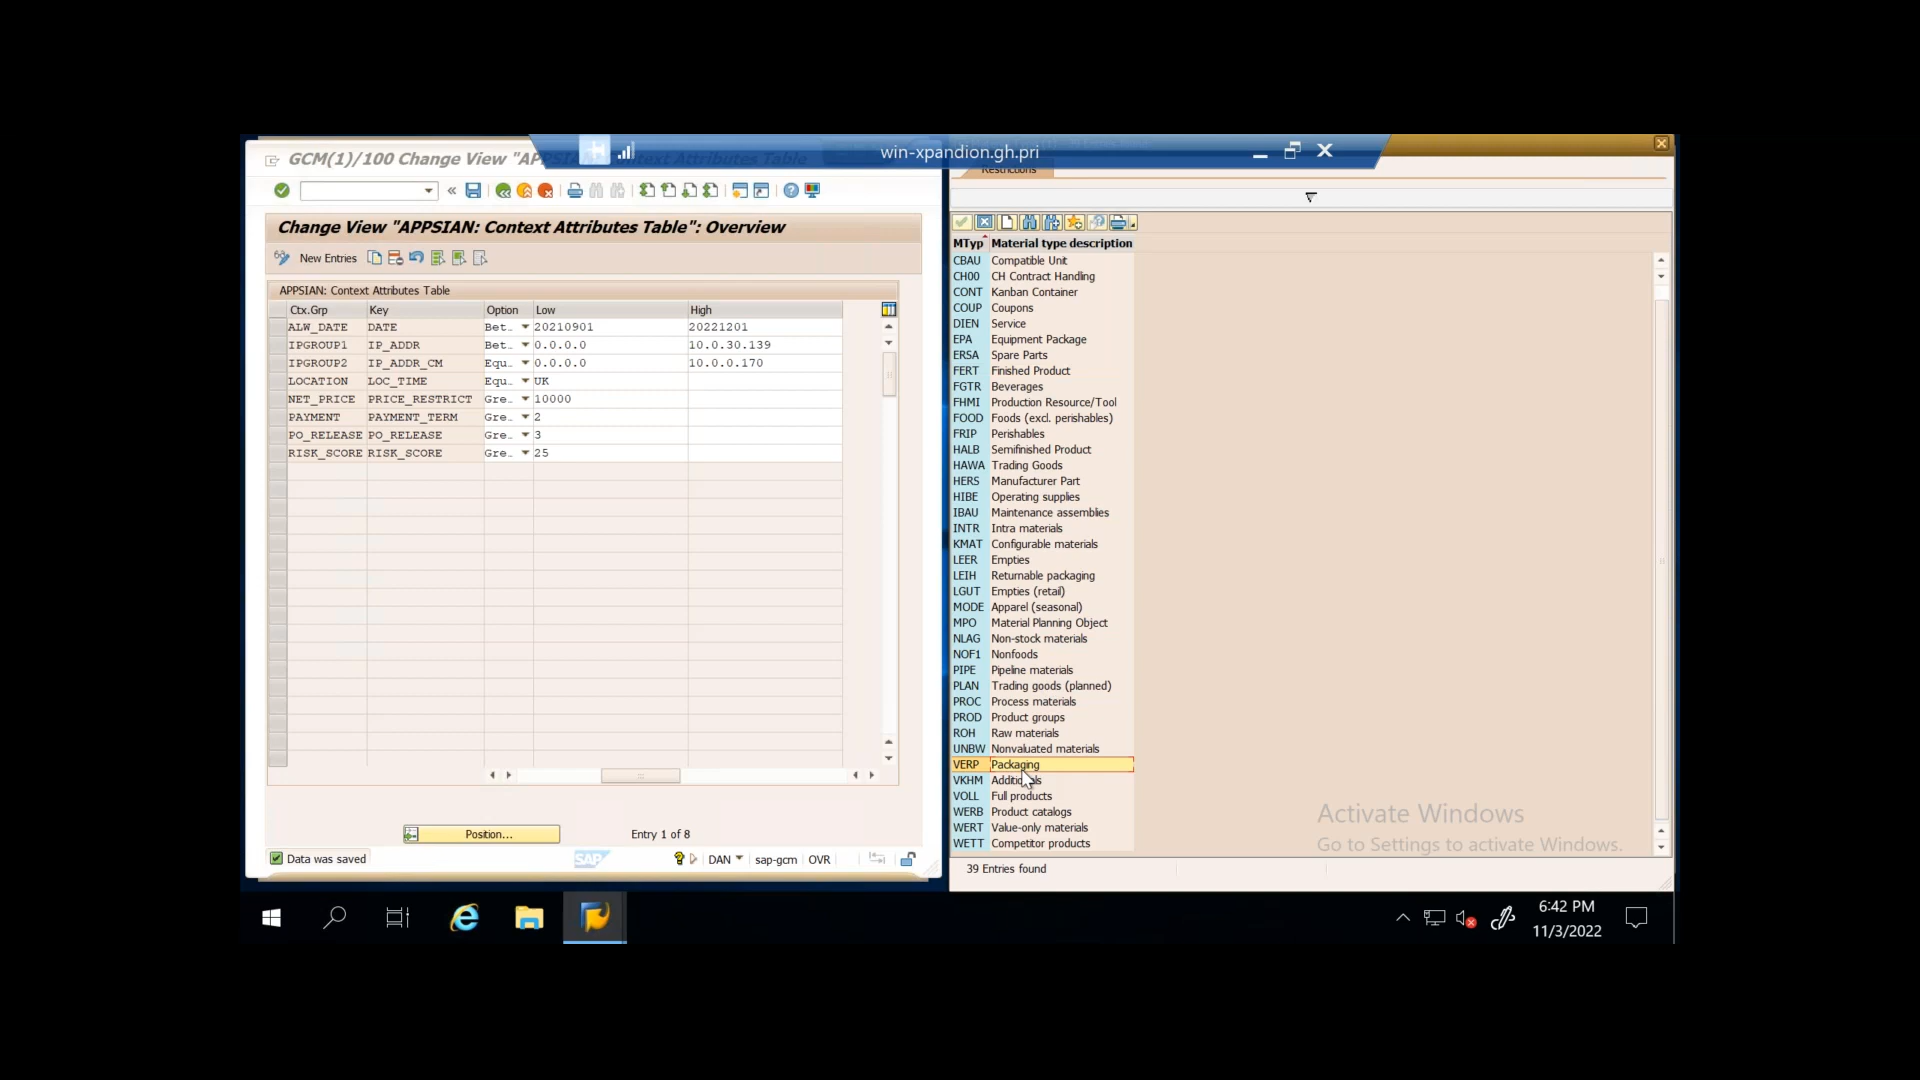 win-xpandion.gh.pri
GCM(1)/100 Change View "APPSIAN: Context Attributes Table
Change View "APPSIAN: Context Attributes Table": Overview
New Entries
APPSIAN: Context Attributes Table
Ctx.Grp Key Option Low High
ALW_DATE DATE Bet… 20210901 20221201
IPGROUP1 IP_ADDR Bet… 0.0.0.0 10.0.30.139
IPGROUP2 IP_ADDR_CM Equ… 0.0.0.0 10.0.0.170
LOCATION LOC_TIME Equ… UK
NET_PRICE PRICE_RESTRICT Gre… 10000
PAYMENT PAYMENT_TERM Gre… 2
PO_RELEASE PO_RELEASE Gre… 3
RISK_SCORE RISK_SCORE Gre… 25
Position...
Entry 1 of 8
Data was saved
SAP
DAN sap-gcm OVR
Restrictions
MTyp Material type description
CBAU Compatible Unit
CH00 CH Contract Handling
CONT Kanban Container
COUP Coupons
DIEN Service
EPA Equipment Package
ERSA Spare Parts
FERT Finished Product
FGTR Beverages
FHMI Production Resource/Tool
FOOD Foods (excl. perishables)
FRIP Perishables
HALB Semifinished Product
HAWA Trading Goods
HERS Manufacturer Part
HIBE Operating supplies
IBAU Maintenance assemblies
INTR Intra materials
KMAT Configurable materials
LEER Empties
LEIH Returnable packaging
LGUT Empties (retail)
MODE Apparel (seasonal)
MPO Material Planning Object
NLAG Non-stock materials
NOF1 Nonfoods
PIPE Pipeline materials
PLAN Trading goods (planned)
PROC Process materials
PROD Product groups
ROH Raw materials
UNBW Nonvaluated materials
VERP Packaging
VKHM Additionals
VOLL Full products
WERB Product catalogs
WERT Value-only materials
WETT Competitor products
39 Entries found
Activate Windows
Go to Settings to activate Windows.
6:42 PM
11/3/2022